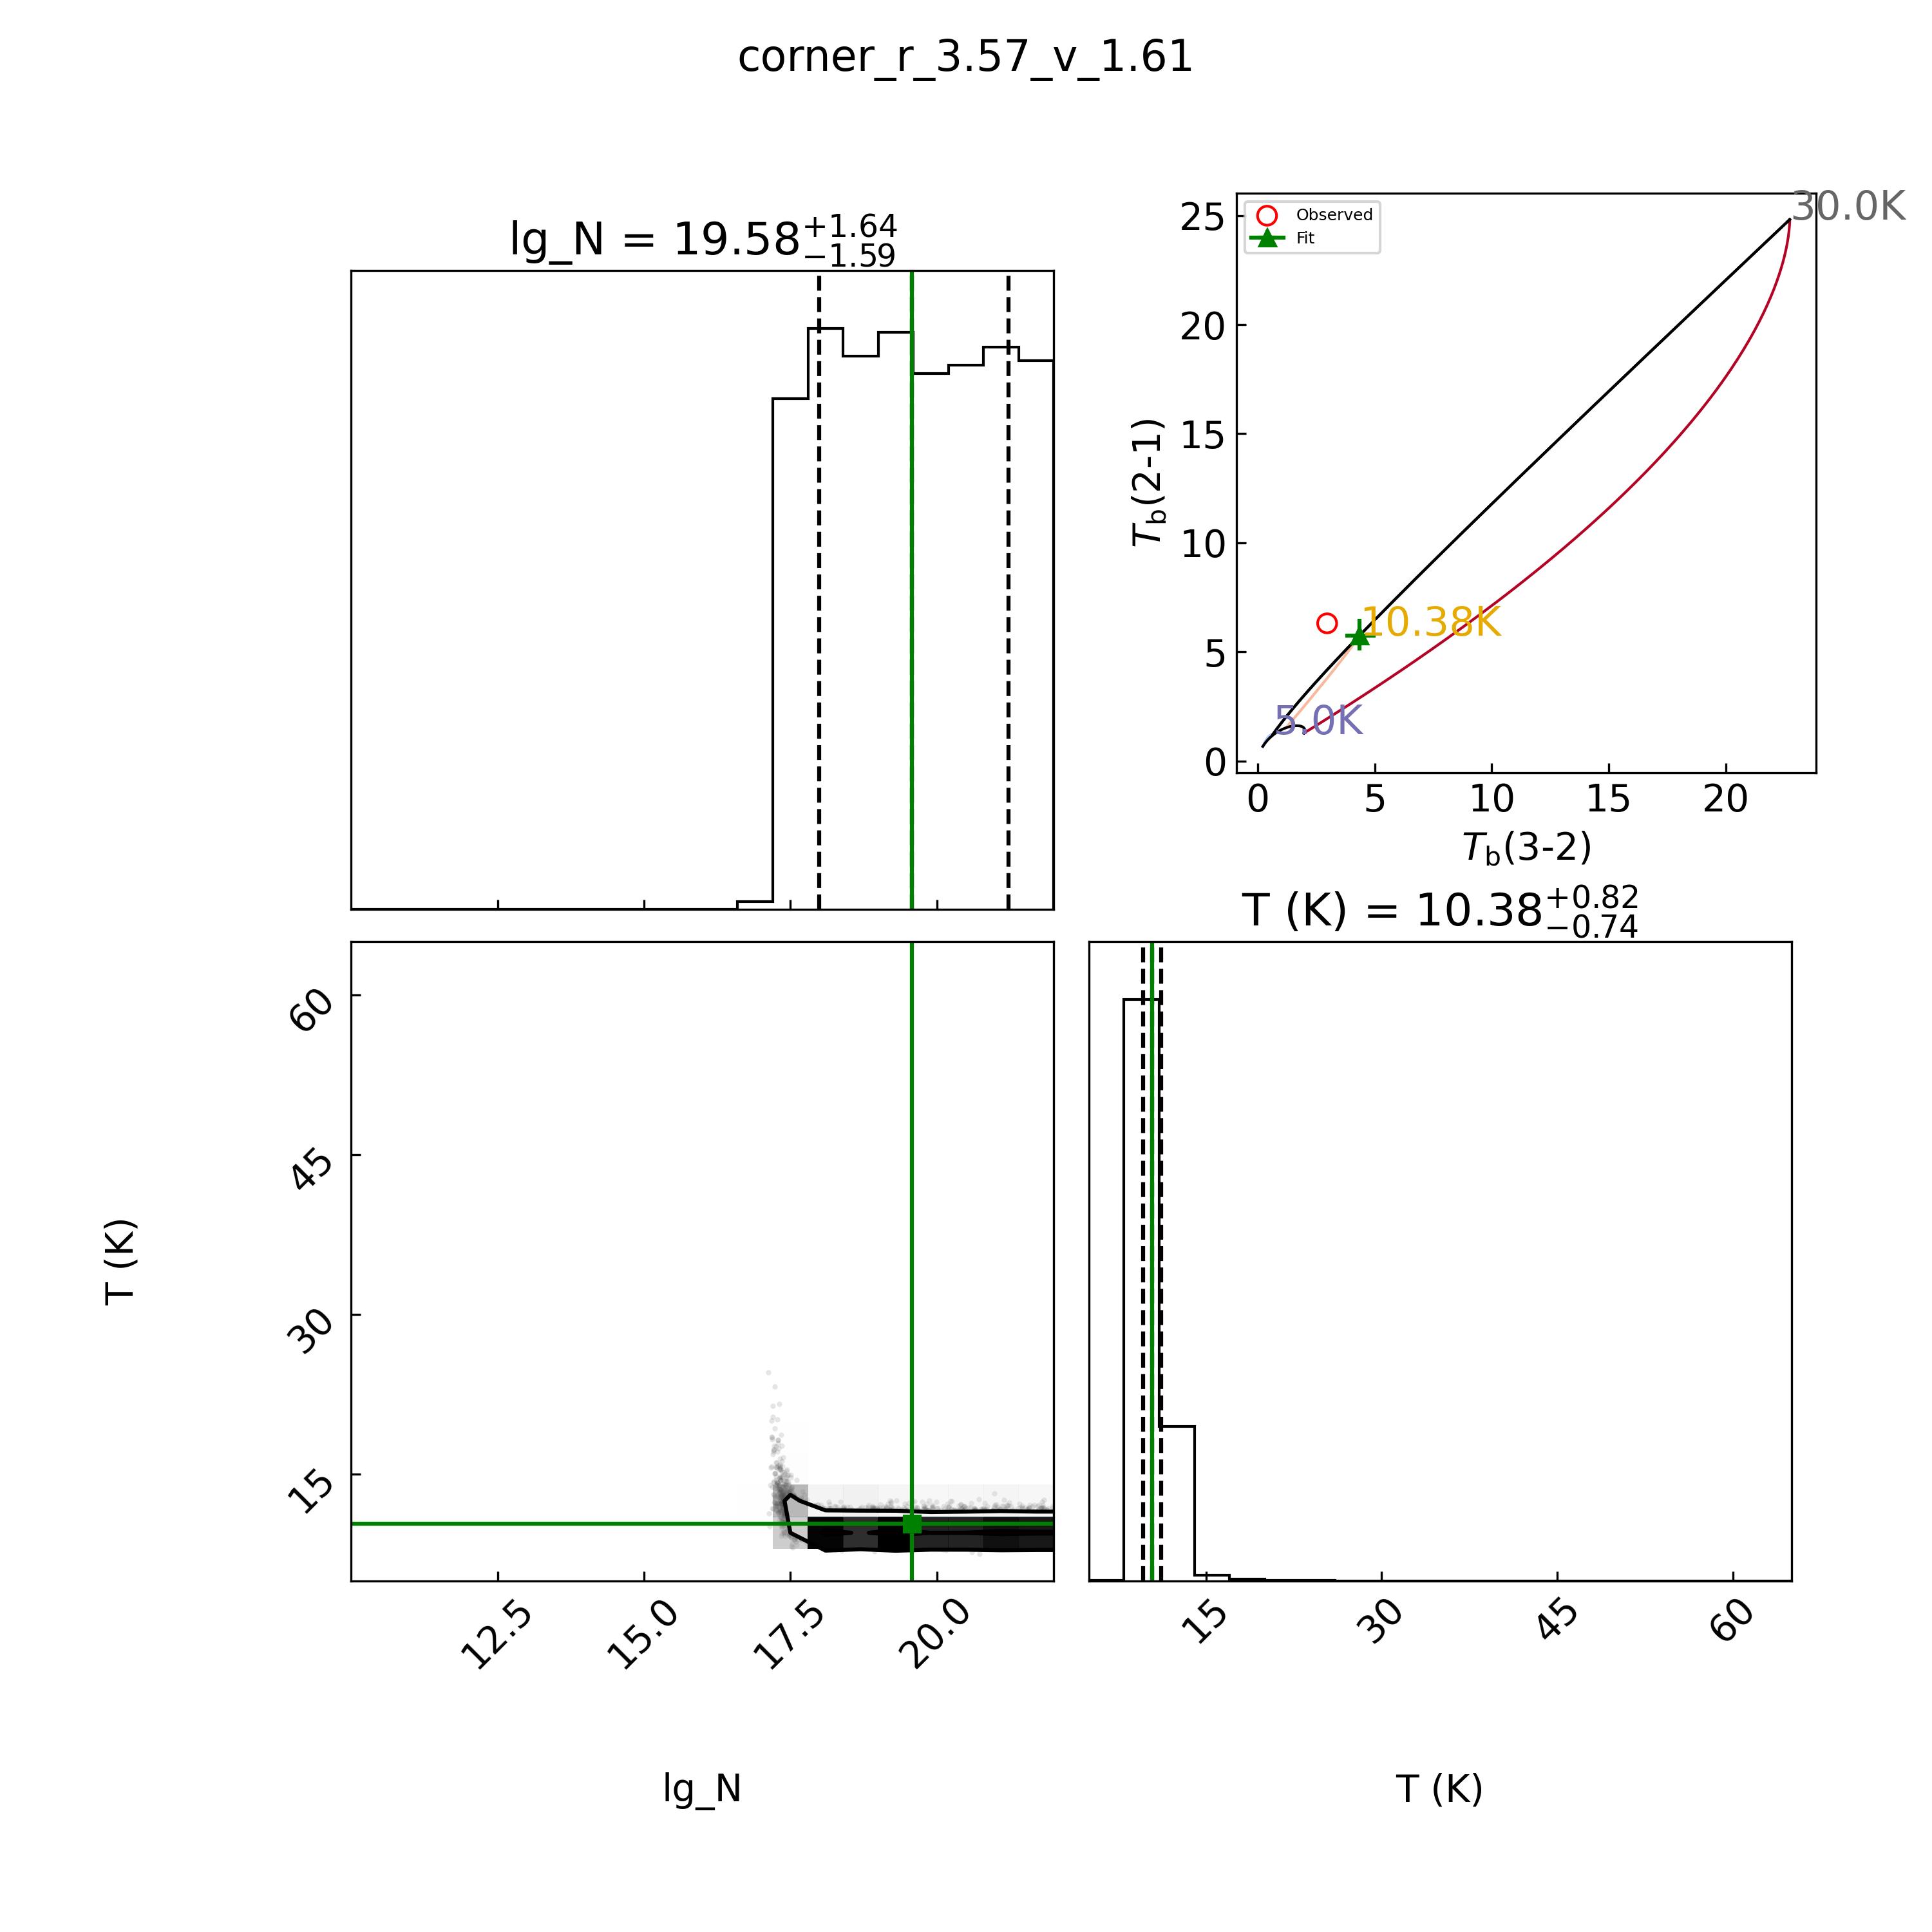 corner_r_3.57_v_1.61
lg_N = 19.58+1.64−1.59
30.0K
25
20
15
10
5
0
Tb(2-1)
Observed
Fit
10.38K
5.0K
0 5 10 15 20
Tb(3-2)
T (K) = 10.38+0.82−0.74
60
45
30
15
T (K)
12.5 15.0 17.5 20.0
lg_N
15 30 45 60
T (K)